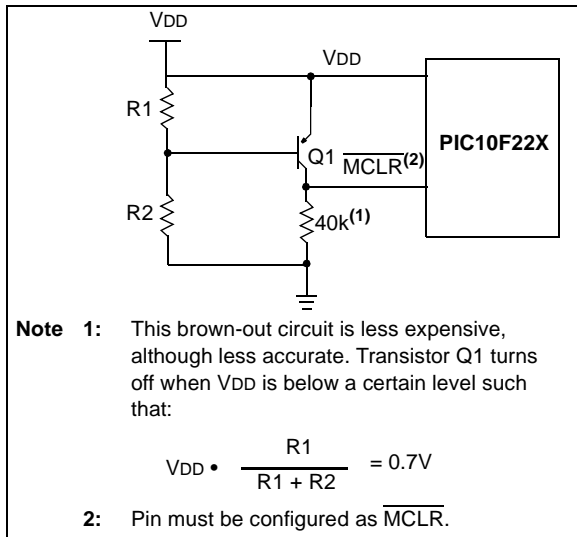 VDD
VDD
R1
Q1
MCLR(2)
PIC10F22X
R2
40k(1)
Note 1: This brown-out circuit is less expensive,
although less accurate. Transistor Q1 turns
off when VDD is below a certain level such
that:
VDD • R1 / R1 + R2 = 0.7V
2: Pin must be configured as MCLR.